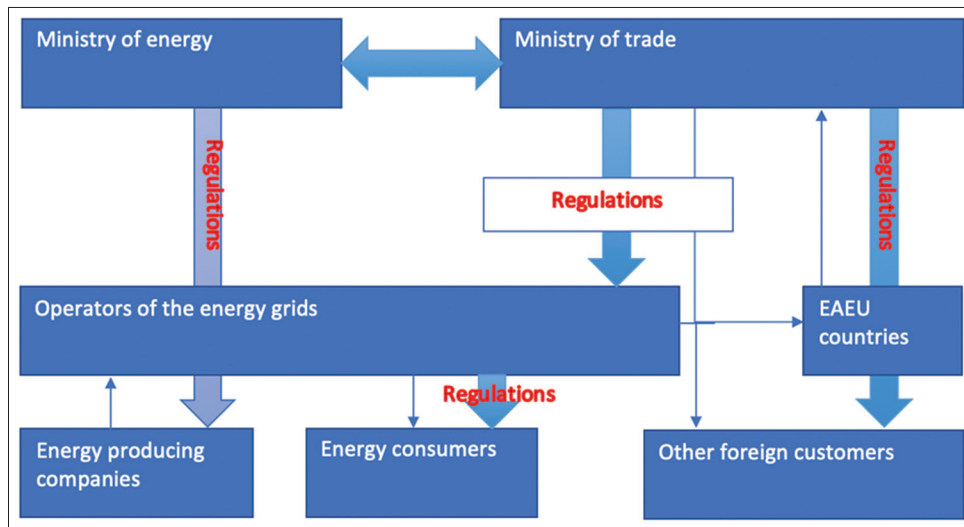 Ministry of energy
Ministry of trade
Regulations
Regulations
Regulations
Operators of the energy grids
EAEU
countries
Regulations
Energy producing
companies
Energy consumers
Other foreign customers